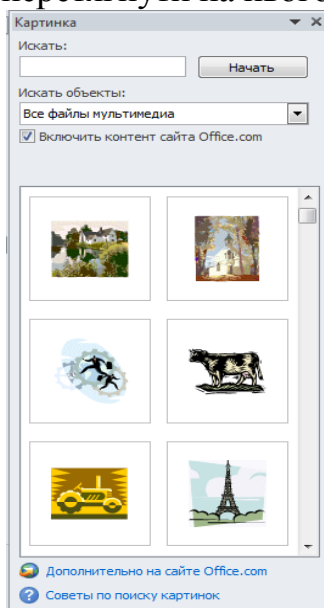 Картинка
Искать:
Начать
Искать объекты:
Все файлы мультимедиа
Включить контент сайта Office.com
Дополнительно на сайте Office.com
Советы по поиску картинок